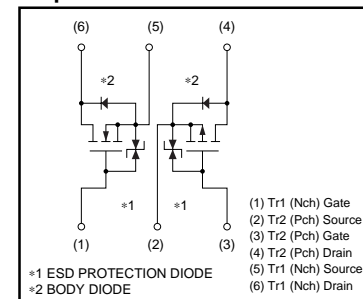 (6) (5) (4)
∗2 ∗2
∗1 ∗1
(1) (2) (3)
∗1 ESD PROTECTION DIODE
∗2 BODY DIODE
(1) Tr1 (Nch) Gate
(2) Tr2 (Pch) Source
(3) Tr2 (Pch) Gate
(4) Tr2 (Pch) Drain
(5) Tr1 (Nch) Source
(6) Tr1 (Nch) Drain